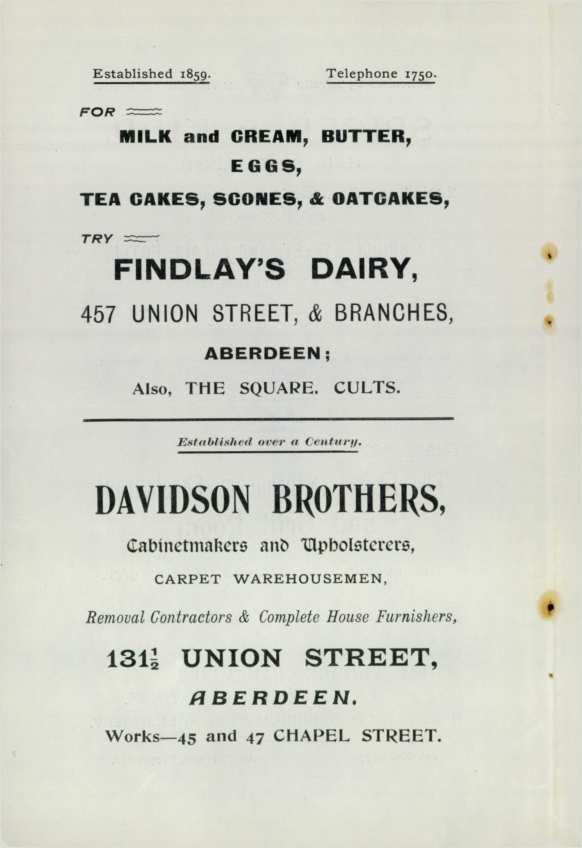 Established 1859. Telephone 1750.
FOR
MILK and CREAM, BUTTER,
EGGS,
TEA CAKES, SCONES, & OATCAKES,
TRY
FINDLAY'S DAIRY,
457 UNION STREET, & BRANCHES,
ABERDEEN;
Also, THE SQUARE. CULTS.
Established over a Century.
DAVIDSON BROTHERS,
Cabinetmakers and Upholsterers,
CARPET WAREHOUSEMEN,
Removal Contractors & Complete House Furnishers,
131½ UNION STREET,
ABERDEEN.
Works—45 and 47 CHAPEL STREET.